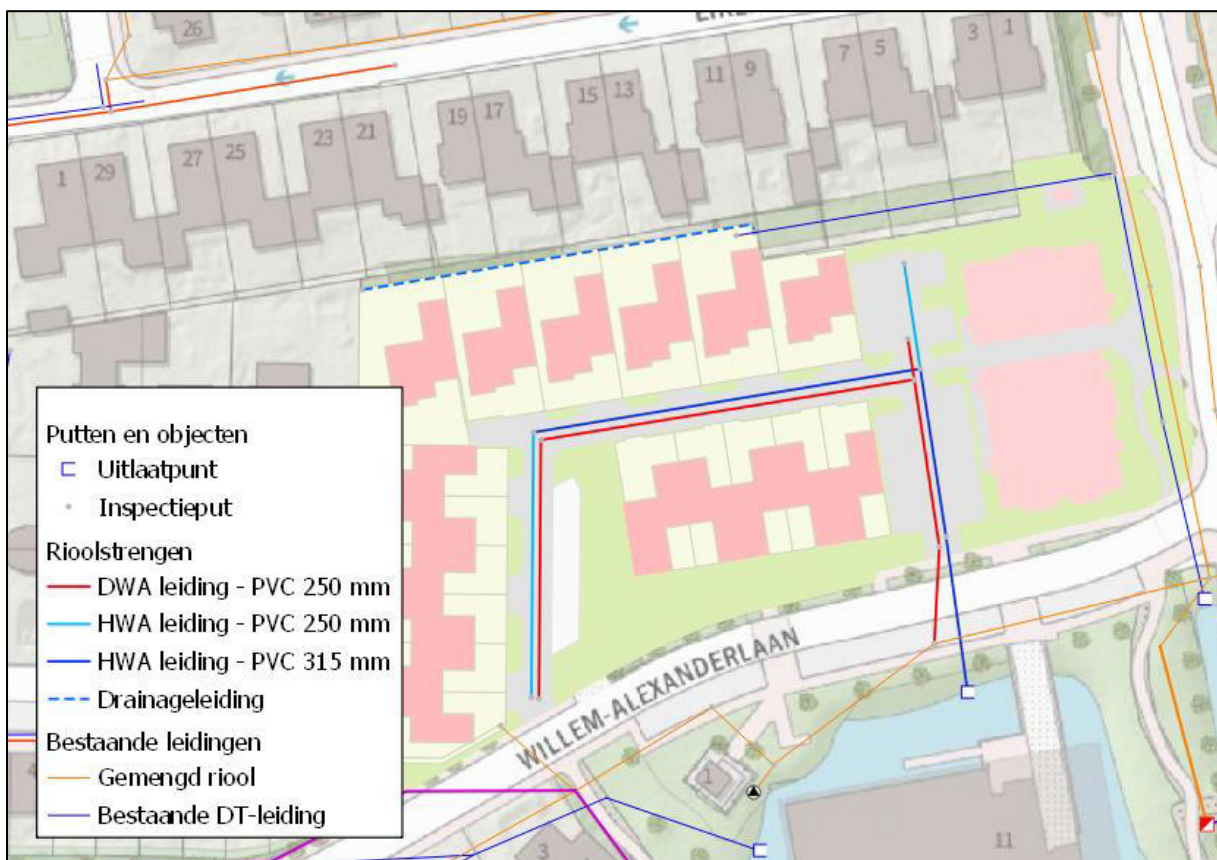 26
3
1
7
5
11
9
15
13
19
17
23
21
27
25
1
29
Putten en objecten
Uitlaatpunt
Inspectieput
Rioolstrengen
DWA leiding - PVC 250 mm
HWA leiding - PVC 250 mm
HWA leiding - PVC 315 mm
Drainageleiding
Bestaande leidingen
Gemengd riool
Bestaande DT-leiding
WILLEM-ALEXANDERLAAN
1
3
11